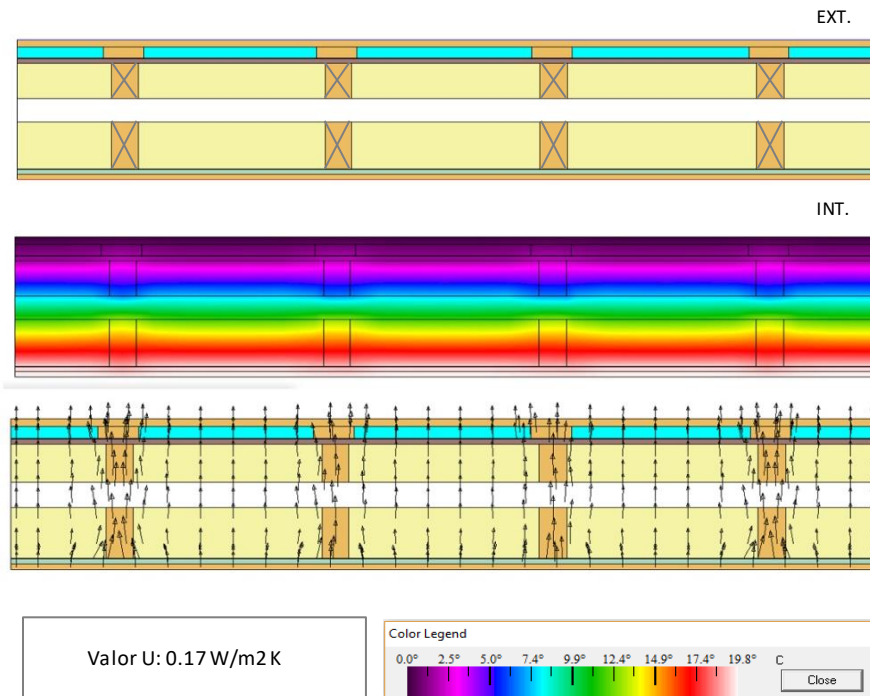 EXT.
INT.
Valor U: 0.17 W/m2 K
Color Legend
0.0° 2.5° 5.0° 7.4° 9.9° 12.4° 14.9° 17.4° 19.8° C
Close